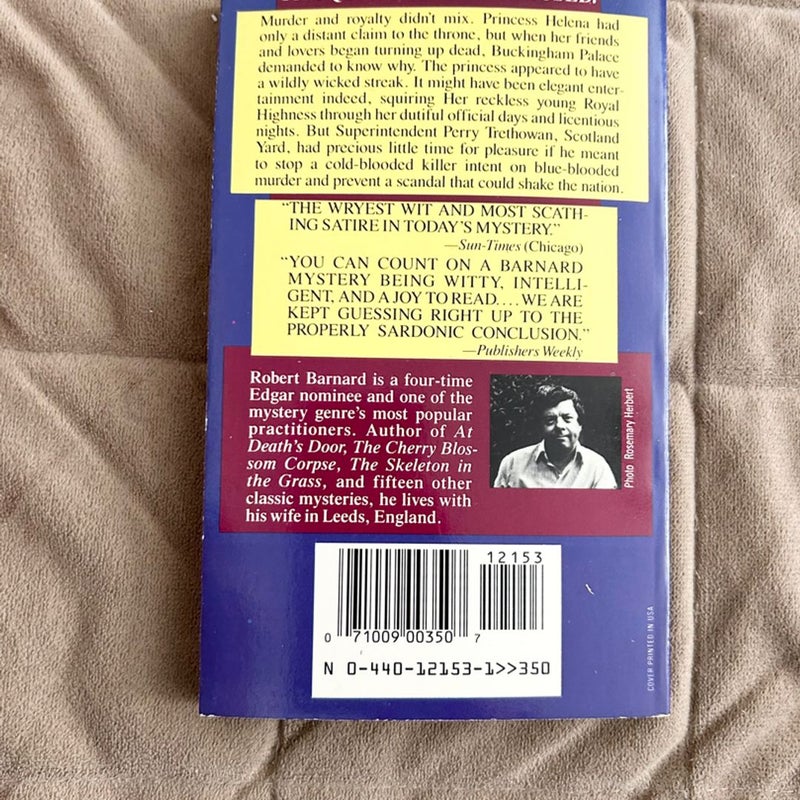 Murder and royalty didn't mix. Princess Helena had
only a distant claim to the throne, but when her friends
and lovers began turning up dead, Buckingham Palace
demanded to know why. The princess appeared to have
a wildly wicked streak. It might have been elegant enter-
tainment indeed, squiring Her reckless young Royal
Highness through her dutiful official days and licentious
nights. But Superintendent Perry Trethowan, Scotland
Yard, had precious little time for pleasure if he meant
to stop a cold-blooded killer intent on blue-blooded
murder and prevent a scandal that could shake the nation.
"THE WRYEST WIT AND MOST SCATH-
ING SATIRE IN TODAY'S MYSTERY."
—Sun-Times (Chicago)
"YOU CAN COUNT ON A BARNARD
MYSTERY BEING WITTY, INTELLI-
GENT, AND A JOY TO READ.... WE ARE
KEPT GUESSING RIGHT UP TO THE
PROPERLY SARDONIC CONCLUSION."
—Publishers Weekly
Robert Barnard is a four-time
Edgar nominee and one of the
mystery genre's most popular
practitioners. Author of At
Death's Door, The Cherry Blos-
som Corpse, The Skeleton in
the Grass, and fifteen other
classic mysteries, he lives with
his wife in Leeds, England.
Photo Rosemary Herbert
12153
0 71009 00350 7
N 0-440-12153-1>>350
COVER PRINTED IN USA